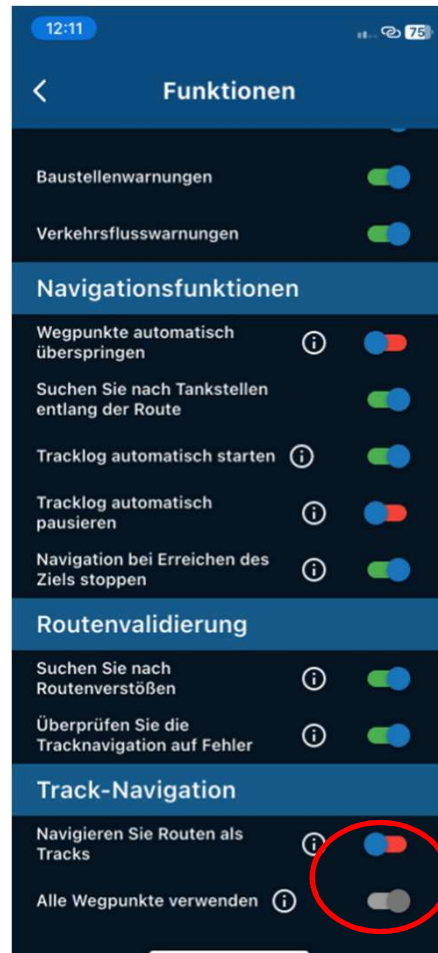 12:11
75
Funktionen
Baustellenwarnungen
Verkehrsflusswarnungen
Navigationsfunktionen
Wegpunkte automatisch
überspringen
Suchen Sie nach Tankstellen
entlang der Route
Tracklog automatisch starten
Tracklog automatisch
pausieren
Navigation bei Erreichen des
Ziels stoppen
Routenvalidierung
Suchen Sie nach
Routenverstößen
Überprüfen Sie die
Tracknavigation auf Fehler
Track-Navigation
Navigieren Sie Routen als
Tracks
Alle Wegpunkte verwenden